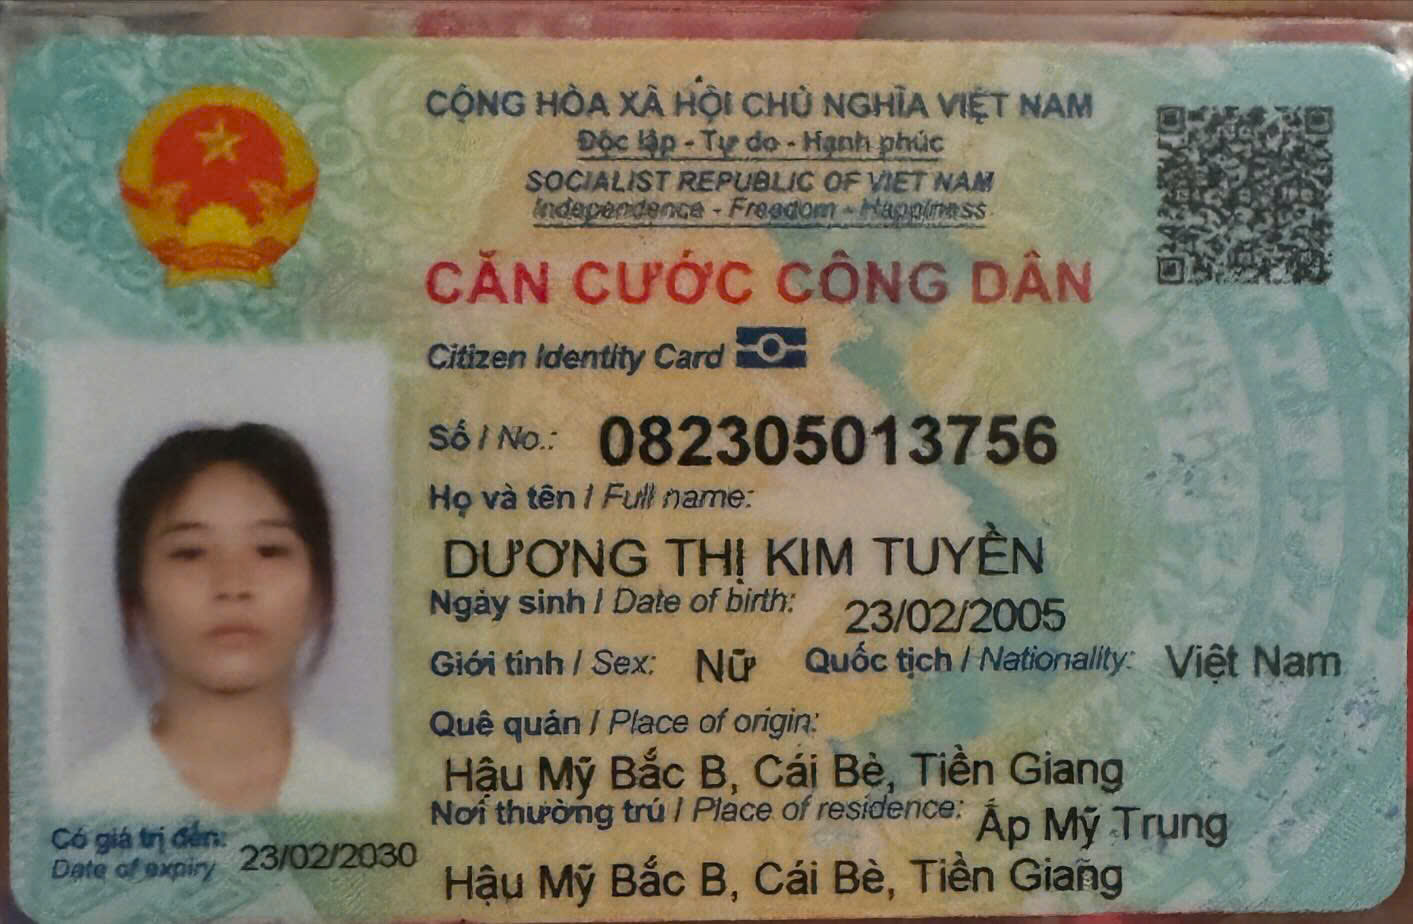 CỘNG HÒA XÃ HỘI CHỦ NGHĨA VIỆT NAM
Độc lập - Tự do - Hạnh phúc
SOCIALIST REPUBLIC OF VIET NAM
Independence - Freedom - Happiness
CĂN CƯỚC CÔNG DÂN
Citizen Identity Card
Số / No.: 082305013756
Họ và tên / Full name:
DƯƠNG THỊ KIM TUYỀN
Ngày sinh / Date of birth: 23/02/2005
Giới tính / Sex: Nữ Quốc tịch / Nationality: Việt Nam
Quê quán / Place of origin:
Hậu Mỹ Bắc B, Cái Bè, Tiền Giang
Nơi thường trú / Place of residence: Ấp Mỹ Trung
Hậu Mỹ Bắc B, Cái Bè, Tiền Giang
Có giá trị đến: 23/02/2030
Date of expiry